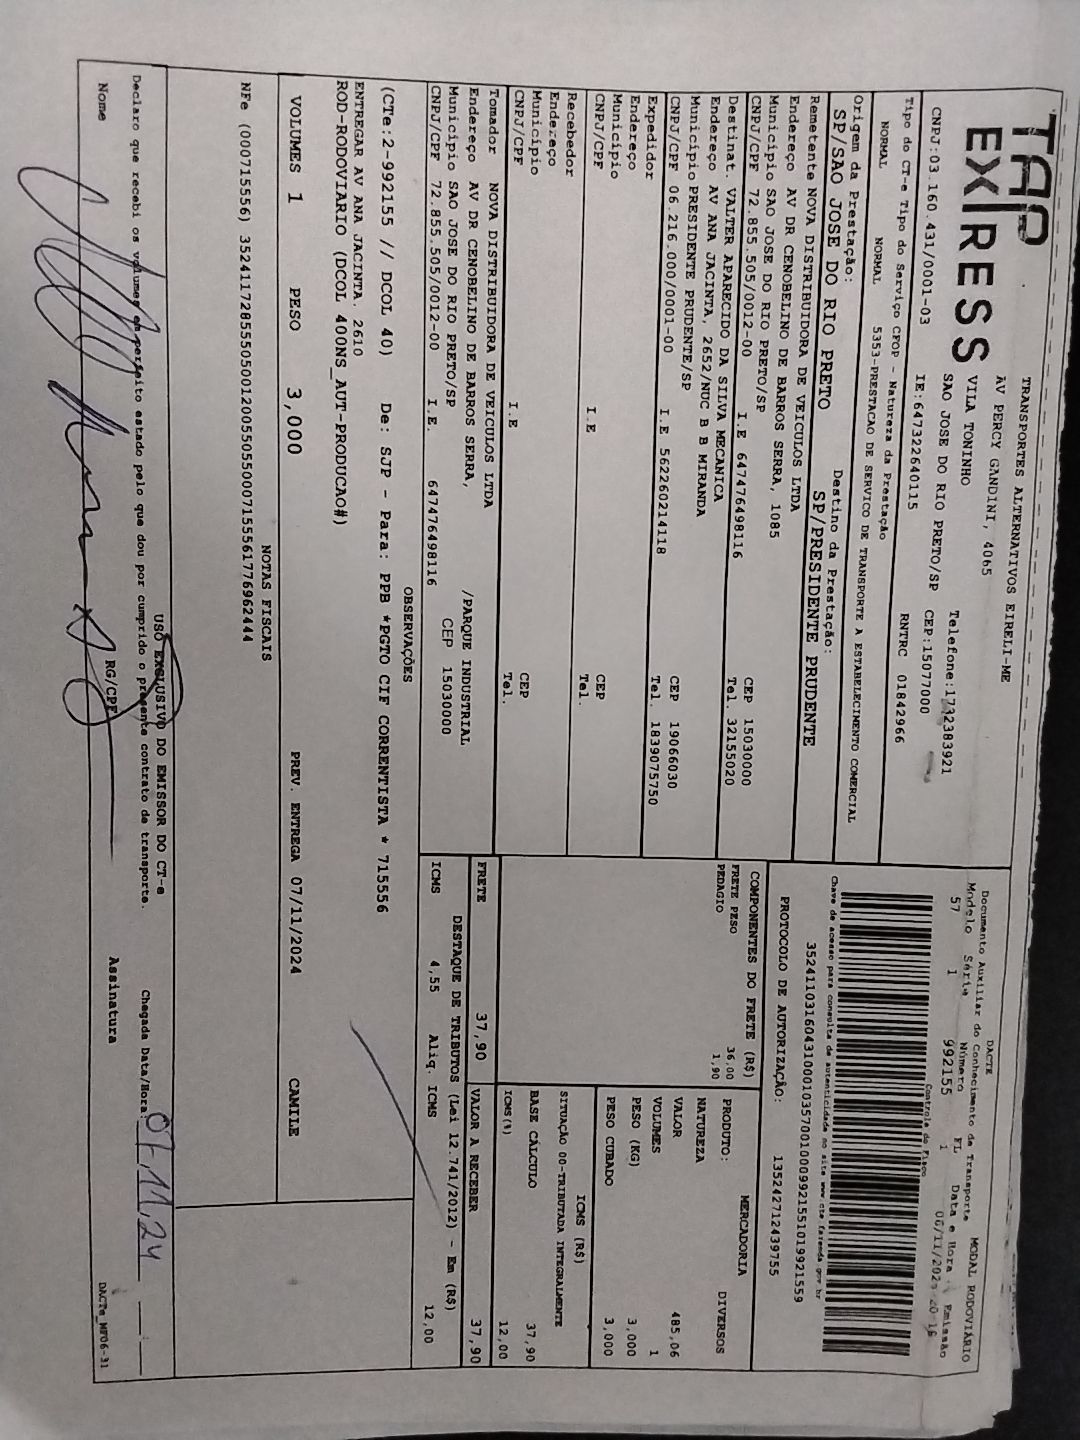 TAP EXPRESS
TRANSPORTES ALTERNATIVOS EIRELI-ME
AV PERCY GANDINI, 4065
VILA TONINHO Telefone:1732383921
SAO JOSE DO RIO PRETO/SP CEP:15077000
CNPJ:03.160.431/0001-03 IE:647322640115 RNTRC 01842966
Tipo do CT-e Tipo do Serviço CFOP - Natureza da Prestação
NORMAL NORMAL 5353-PRESTACAO DE SERVICO DE TRANSPORTE A ESTABELECIMENTO COMERCIAL
Origem da Prestação: Destino da Prestação:
SP/SAO JOSE DO RIO PRETO SP/PRESIDENTE PRUDENTE
Remetente NOVA DISTRIBUIDORA DE VEICULOS LTDA
Endereço AV DR CENOBELINO DE BARROS SERRA, 1085
Município SAO JOSE DO RIO PRETO/SP CEP 15030000
CNPJ/CPF 72.855.505/0012-00 I.E 647476498116 Tel. 32155020
Destinat. VALTER APARECIDO DA SILVA MECANICA
Endereço AV ANA JACINTA, 2652/NUC B B MIRANDA
Município PRESIDENTE PRUDENTE/SP CEP 19066030
CNPJ/CPF 06.216.000/0001-00 I.E 562260214118 Tel. 1839075750
Expedidor
Endereço
Município CEP
CNPJ/CPF I.E Tel.
Recebedor
Endereço
Município CEP
CNPJ/CPF I.E Tel.
Tomador NOVA DISTRIBUIDORA DE VEICULOS LTDA
Endereço AV DR CENOBELINO DE BARROS SERRA, /PARQUE INDUSTRIAL
Município SAO JOSE DO RIO PRETO/SP CEP 15030000
CNPJ/CPF 72.855.505/0012-00 I.E. 647476498116
DACTE
Documento Auxiliar do Conhecimento de Transporte MODAL RODOVIÁRIO
Modelo Série Número FL Data e Hora Emissão
57 1 992155 1 06/11/202
Controle do Fisco
Chave de acesso para consulta de autenticidade no site www.cte.fazenda.gov.br
35241103160431000103570010009921551019921559
PROTOCOLO DE AUTORIZAÇÃO: 135242712439755
COMPONENTES DO FRETE (R$)
FRETE PESO 36,00
PEDAGIO 1,90
MERCADORIA
PRODUTO: DIVERSOS
NATUREZA
VALOR 485,06
VOLUMES 1
PESO (KG) 3,000
PESO CUBADO 3,000
ICMS (R$)
SITUAÇÃO 00-TRIBUTADA INTEGRALMENTE
BASE CÁLCULO 37,90
ICMS(%) 12,00
FRETE 37,90 VALOR A RECEBER 37,90
DESTAQUE DE TRIBUTOS (Lei 12.741/2012) - Em (R$)
ICMS 4,55 Aliq. ICMS 12,00
OBSERVAÇÕES
(CTe:2-992155 // DCOL 40) De: SJP - Para: PPB *PGTO CIF CORRENTISTA * 715556
ENTREGAR AV ANA JACINTA. 2610
ROD-RODOVIARIO (DCOL 400NS_AUT-PRODUCAO#)
VOLUMES 1 PESO 3,000 PREV. ENTREGA 07/11/2024 CAMILE
NOTAS FISCAIS
NFe (000715556) 35241172855505001200550550007155561776962444
USO EXCLUSIVO DO EMISSOR DO CT-e
Declaro que recebi os volumes em perfeito estado pelo que dou por cumprido o presente contrato de transporte. Chegada Data/Hora: 07.11.24
Nome RG/CPF Assinatura
DACTe_MF06-31